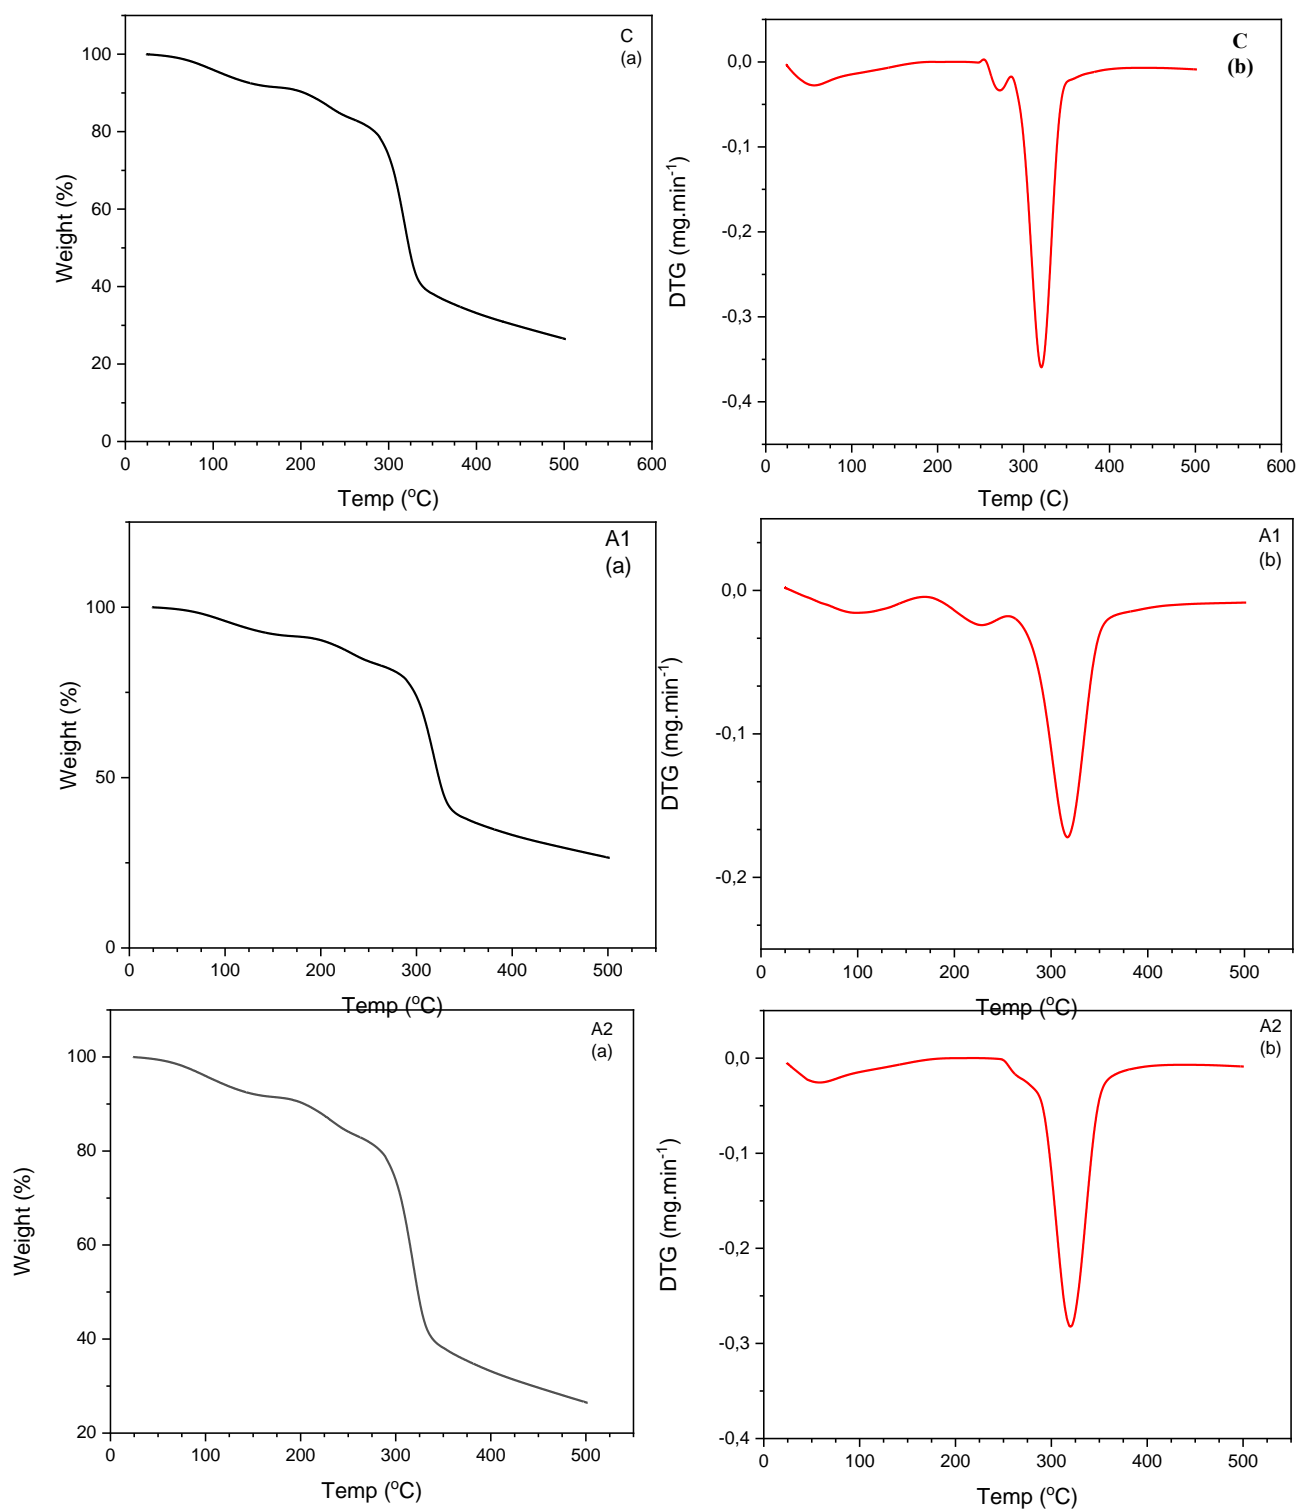 C
(a)
100
80
60
40
20
0
Weight (%)
0 100 200 300 400 500 600
Temp (°C)
C
(b)
0,0
-0,1
-0,2
-0,3
-0,4
DTG (mg.min⁻¹)
0 100 200 300 400 500 600
Temp (C)
A1
(a)
100
50
0
Weight (%)
0 100 200 300 400 500
Temp (°C)
A1
(b)
0,0
-0,1
-0,2
DTG (mg.min⁻¹)
0 100 200 300 400 500
Temp (°C)
A2
(a)
100
80
60
40
20
Weight (%)
0 100 200 300 400 500
Temp (°C)
A2
(b)
0,0
-0,1
-0,2
-0,3
-0,4
DTG (mg.min⁻¹)
0 100 200 300 400 500
Temp (°C)